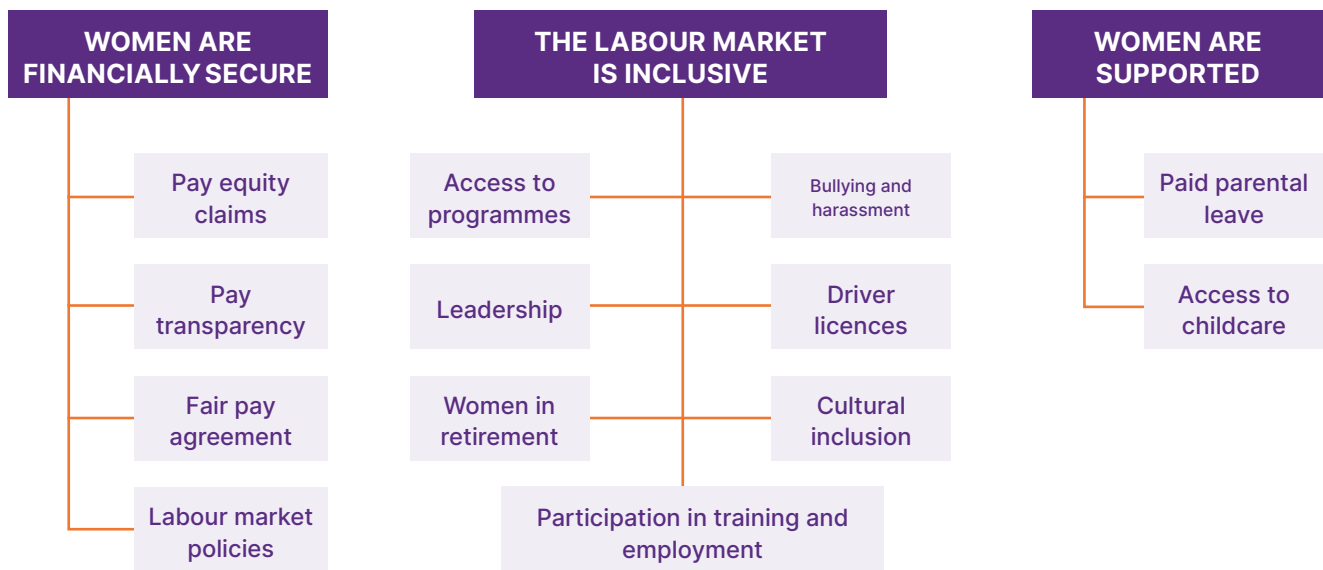 WOMEN ARE
FINANCIALLY SECURE
Pay equity
claims
Pay
transparency
Fair pay
agreement
Labour market
policies
THE LABOUR MARKET
IS INCLUSIVE
Access to
programmes
Bullying and
harassment
Leadership
Driver
licences
Women in
retirement
Cultural
inclusion
Participation in training and
employment
WOMEN ARE
SUPPORTED
Paid parental
leave
Access to
childcare